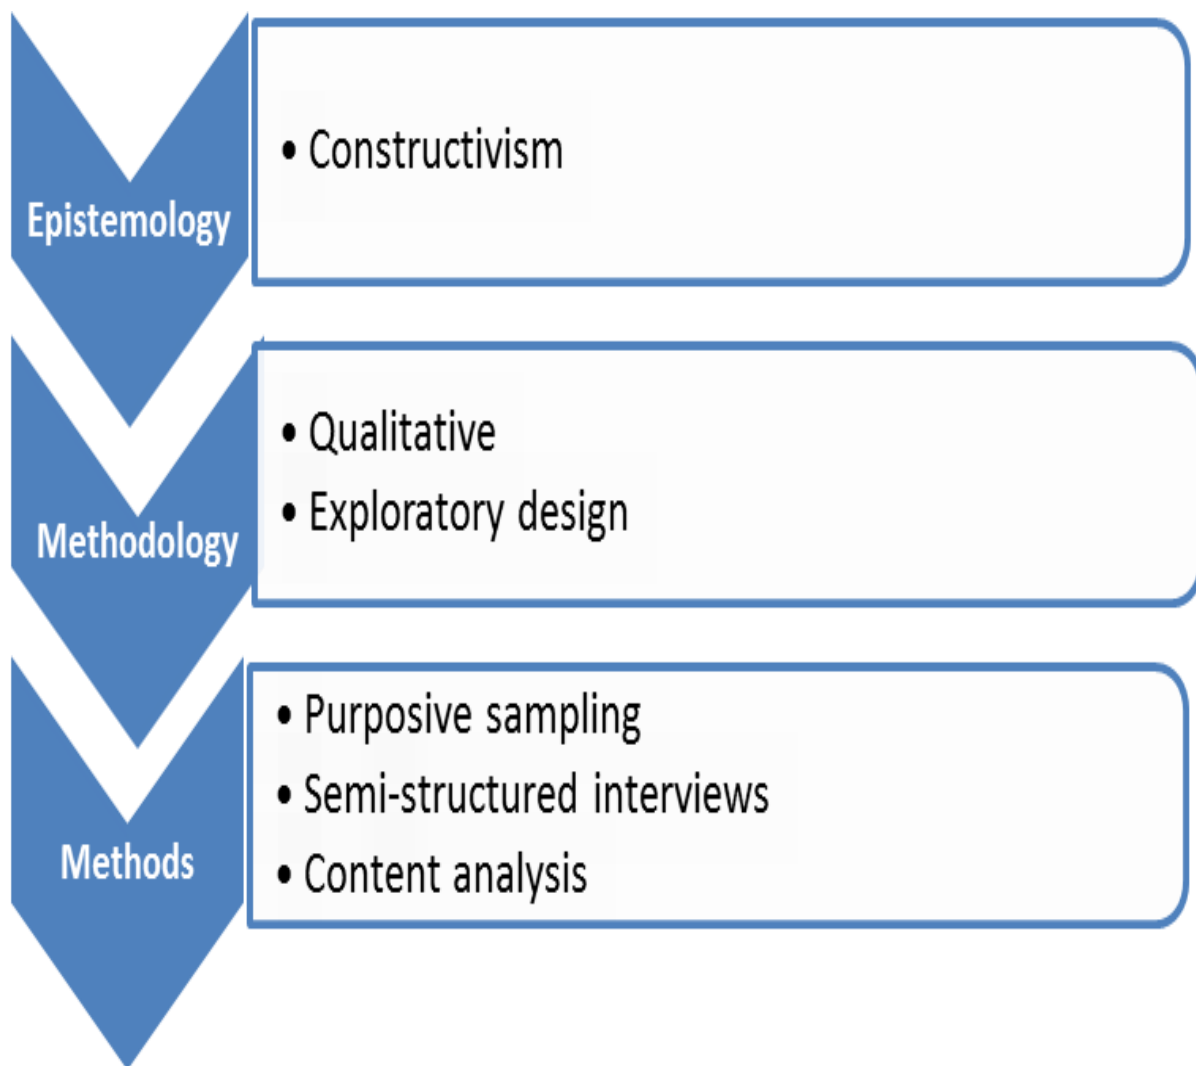 Epistemology
• Constructivism
Methodology
• Qualitative
• Exploratory design
Methods
• Purposive sampling
• Semi-structured interviews
• Content analysis